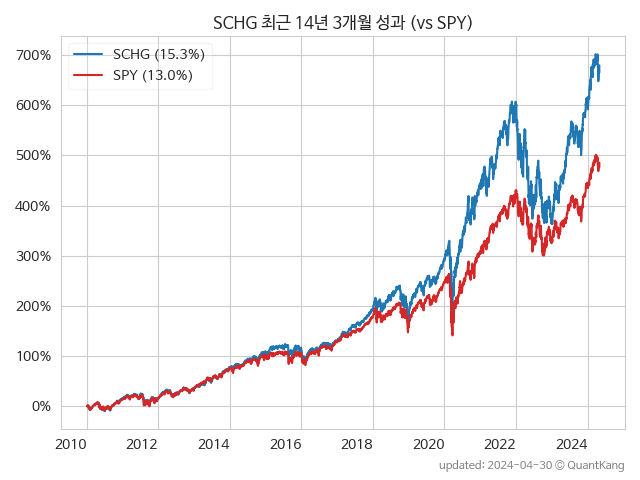 SCHG 최근 14년 3개월 성과 (vs SPY)
SCHG (15.3%)
SPY (13.0%)
700%
600%
500%
400%
300%
200%
100%
0%
2010 2012 2014 2016 2018 2020 2022 2024
updated: 2024-04-30 © QuantKang